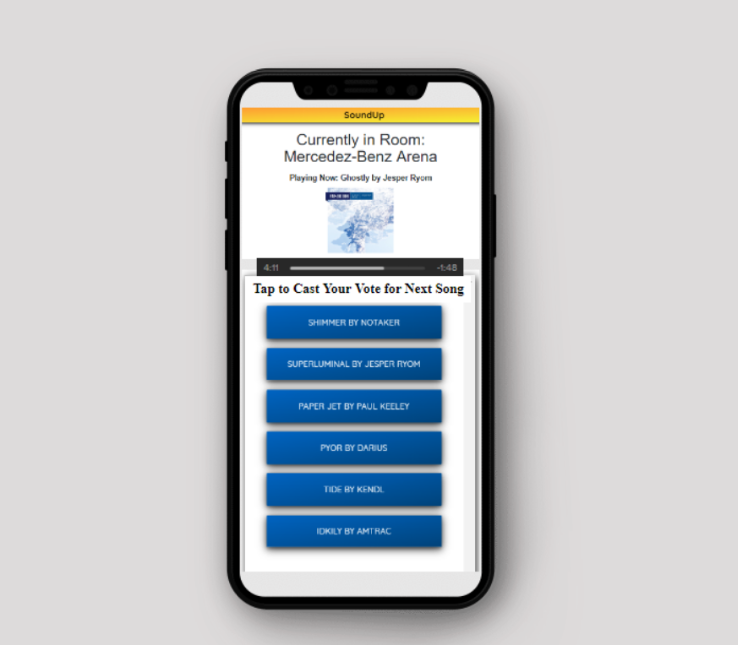 SoundUp
Currently in Room:
Mercedez-Benz Arena
Playing Now: Ghostly by Jesper Ryom
4:11
-1:48
Tap to Cast Your Vote for Next Song
SHIMMER BY NOTAKER
SUPERLUMINAL BY JESPER RYOM
PAPER JET BY PAUL KEELEY
PYOR BY DARIUS
TIDE BY KENDL
IDKILY BY AMTRAC